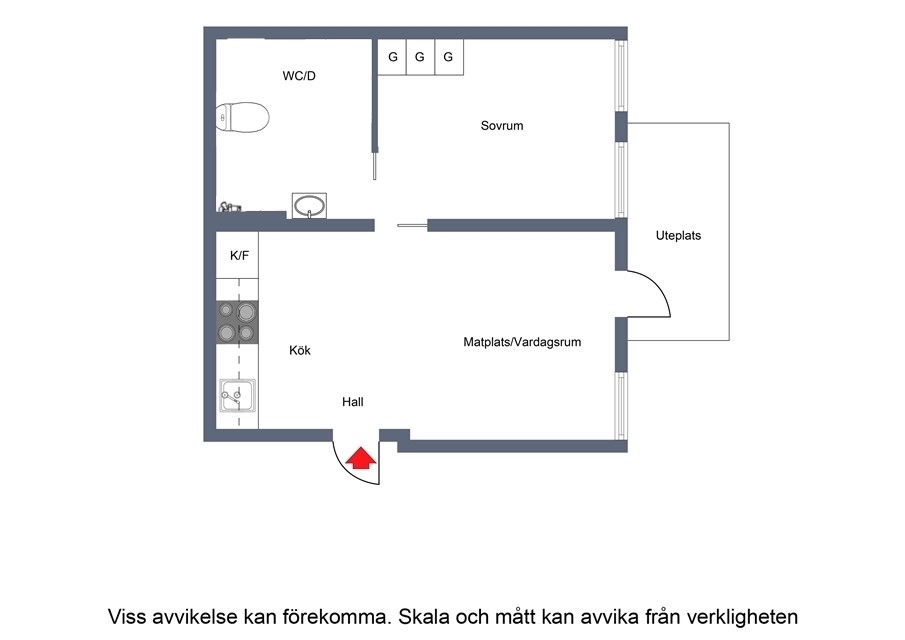 G G G
WC/D
Sovrum
Uteplats
K/F
Matplats/Vardagsrum
Kök
Hall
Viss avvikelse kan förekomma. Skala och mått kan avvika från verkligheten